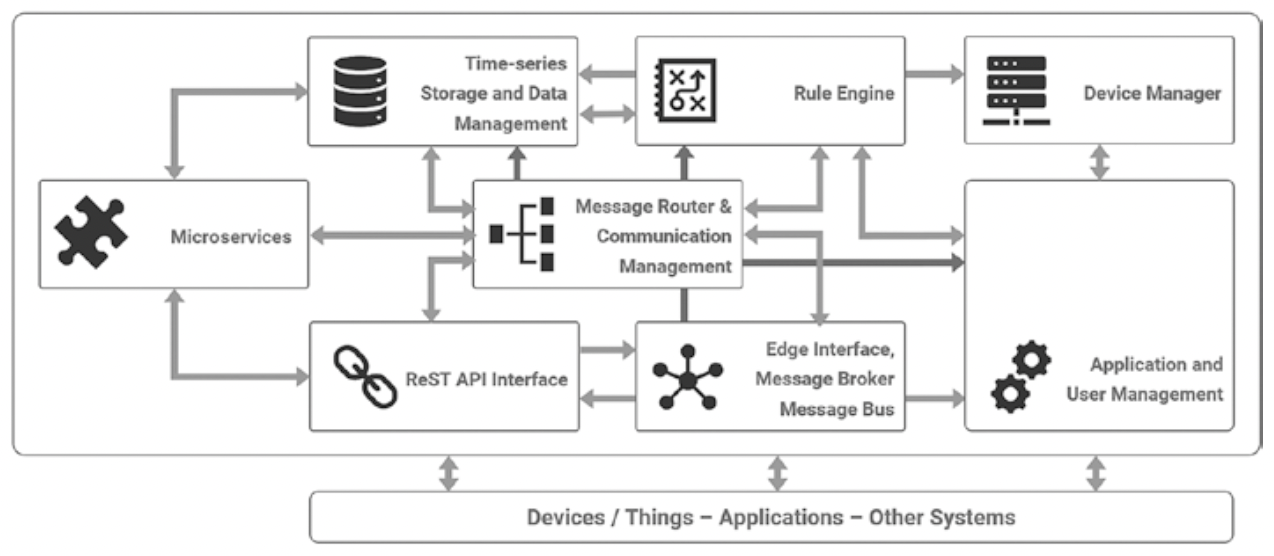 Time-series
Storage and Data
Management
Rule Engine
Device Manager
Microservices
Message Router &
Communication
Management
ReST API Interface
Edge Interface,
Message Broker
Message Bus
Application and
User Management
Devices / Things – Applications – Other Systems